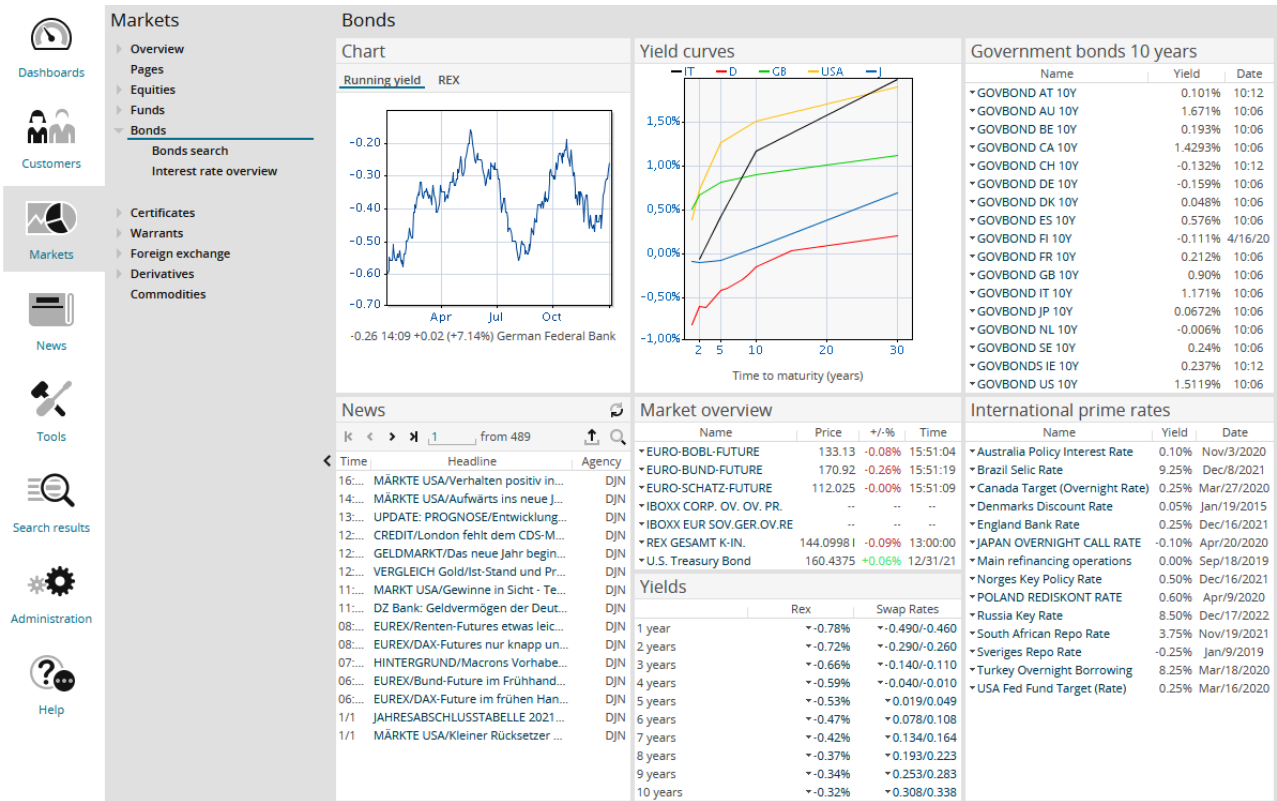 Dashboards
Customers
Markets
News
Tools
Search results
Administration
Help
Markets
Overview
Pages
Equities
Funds
Bonds
Bonds search
Interest rate overview
Certificates
Warrants
Foreign exchange
Derivatives
Commodities
Bonds
Chart
Running yield REX
-0.20
-0.30
-0.40
-0.50
-0.60
-0.70
Apr Jul Oct
-0.26 14:09 +0.02 (+7.14%) German Federal Bank
Yield curves
IT D GB USA J
1,50%
1,00%
0,50%
0,00%
-0,50%
-1,00%
2 5 10 20 30
Time to maturity (years)
Government bonds 10 years
Name Yield Date
GOVBOND AT 10Y 0.101% 10:12
GOVBOND AU 10Y 1.671% 10:06
GOVBOND BE 10Y 0.193% 10:06
GOVBOND CA 10Y 1.4293% 10:06
GOVBOND CH 10Y -0.132% 10:12
GOVBOND DE 10Y -0.159% 10:06
GOVBOND DK 10Y 0.048% 10:06
GOVBOND ES 10Y 0.576% 10:06
GOVBOND FI 10Y -0.111% 4/16/20
GOVBOND FR 10Y 0.212% 10:06
GOVBOND GB 10Y 0.90% 10:06
GOVBOND IT 10Y 1.171% 10:06
GOVBOND JP 10Y 0.0672% 10:06
GOVBOND NL 10Y -0.006% 10:06
GOVBOND SE 10Y 0.24% 10:06
GOVBONDS IE 10Y 0.237% 10:12
GOVBOND US 10Y 1.5119% 10:06
News
1 from 489
Time Headline Agency
16:... MÄRKTE USA/Verhalten positiv in... DJN
14:... MÄRKTE USA/Aufwärts ins neue J... DJN
13:... UPDATE: PROGNOSE/Entwicklung... DJN
12:... CREDIT/London fehlt dem CDS-M... DJN
12:... GELDMARKT/Das neue Jahr begin... DJN
12:... VERGLEICH Gold/Ist-Stand und Pr... DJN
11:... MARKT USA/Gewinne in Sicht - Te... DJN
11:... DZ Bank: Geldvermögen der Deut... DJN
08:... EUREX/Renten-Futures etwas leic... DJN
08:... EUREX/DAX-Futures nur knapp un... DJN
07:... HINTERGRUND/Macrons Vorhabe... DJN
06:... EUREX/Bund-Future im Frühhand... DJN
06:... EUREX/DAX-Future im frühen Han... DJN
1/1 JAHRESABSCHLUSSTABELLE 2021... DJN
1/1 MÄRKTE USA/Kleiner Rücksetzer ... DJN
Market overview
Name Price +/-% Time
EURO-BOBL-FUTURE 133.13 -0.08% 15:51:04
EURO-BUND-FUTURE 170.92 -0.26% 15:51:19
EURO-SCHATZ-FUTURE 112.025 -0.00% 15:51:09
IBOXX CORP. OV. OV. PR. -- -- --
IBOXX EUR SOV.GER.OV.RE -- -- --
REX GESAMT K-IN. 144.0998 I -0.09% 13:00:00
U.S. Treasury Bond 160.4375 +0.06% 12/31/21
Yields
Rex Swap Rates
1 year -0.78% -0.490/-0.460
2 years -0.72% -0.290/-0.260
3 years -0.66% -0.140/-0.110
4 years -0.59% -0.040/-0.010
5 years -0.53% 0.019/0.049
6 years -0.47% 0.078/0.108
7 years -0.42% 0.134/0.164
8 years -0.37% 0.193/0.223
9 years -0.34% 0.253/0.283
10 years -0.32% 0.308/0.338
International prime rates
Name Yield Date
Australia Policy Interest Rate 0.10% Nov/3/2020
Brazil Selic Rate 9.25% Dec/8/2021
Canada Target (Overnight Rate) 0.25% Mar/27/2020
Denmarks Discount Rate 0.05% Jan/19/2015
England Bank Rate 0.25% Dec/16/2021
JAPAN OVERNIGHT CALL RATE -0.10% Apr/20/2020
Main refinancing operations 0.00% Sep/18/2019
Norges Key Policy Rate 0.50% Dec/16/2021
POLAND REDISKONT RATE 0.60% Apr/9/2020
Russia Key Rate 8.50% Dec/17/2022
South African Repo Rate 3.75% Nov/19/2021
Sveriges Repo Rate -0.25% Jan/9/2019
Turkey Overnight Borrowing 8.25% Mar/18/2020
USA Fed Fund Target (Rate) 0.25% Mar/16/2020